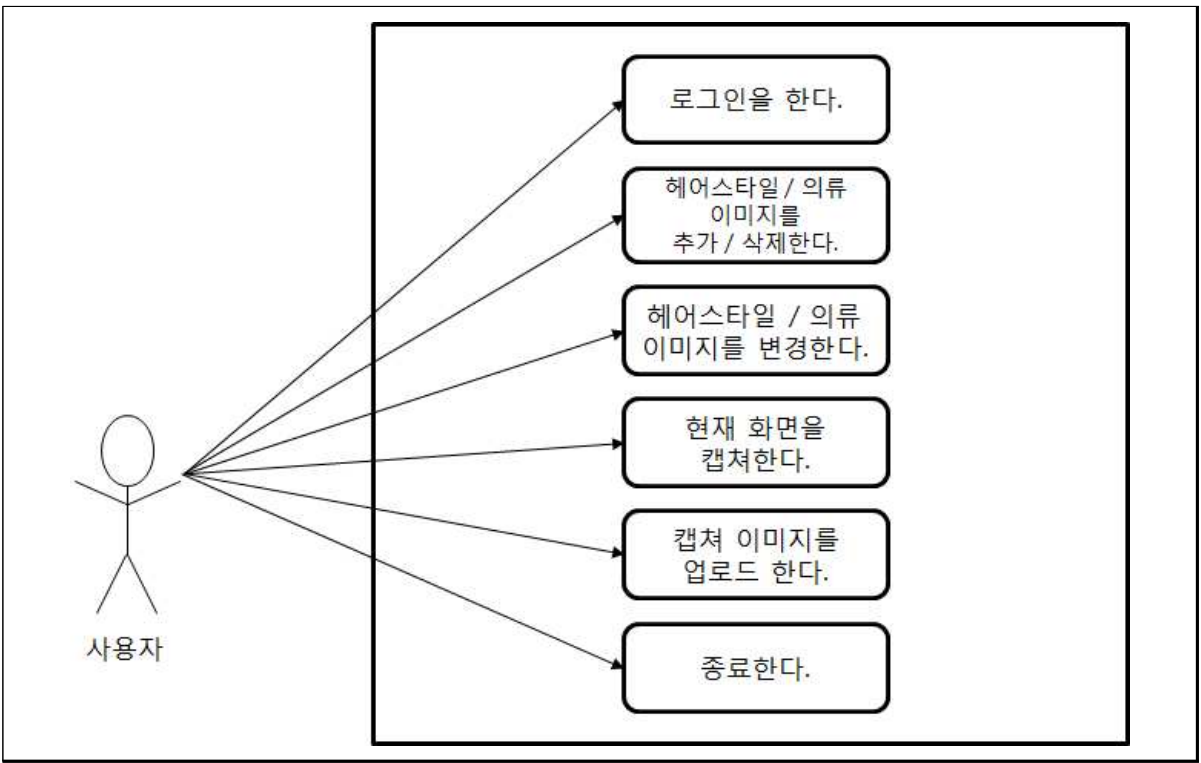 로그인을 한다.
헤어스타일 / 의류
이미지를
추가 / 삭제한다.
헤어스타일 / 의류
이미지를 변경한다.
현재 화면을
캡쳐한다.
캡쳐 이미지를
업로드 한다.
종료한다.
사용자